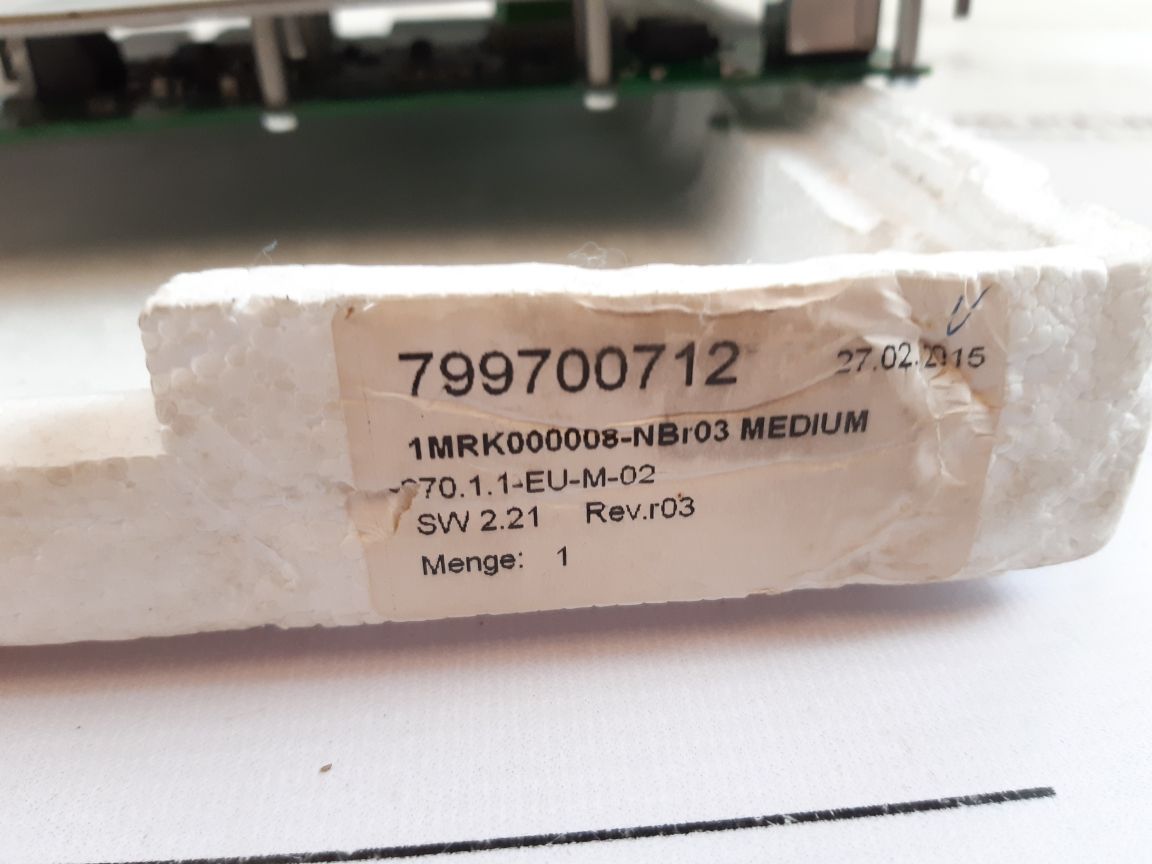 799700712 27.02.2015
1MRK000008-NBr03 MEDIUM
70.1.1-EU-M-02
SW 2.21 Rev.r03
Menge: 1